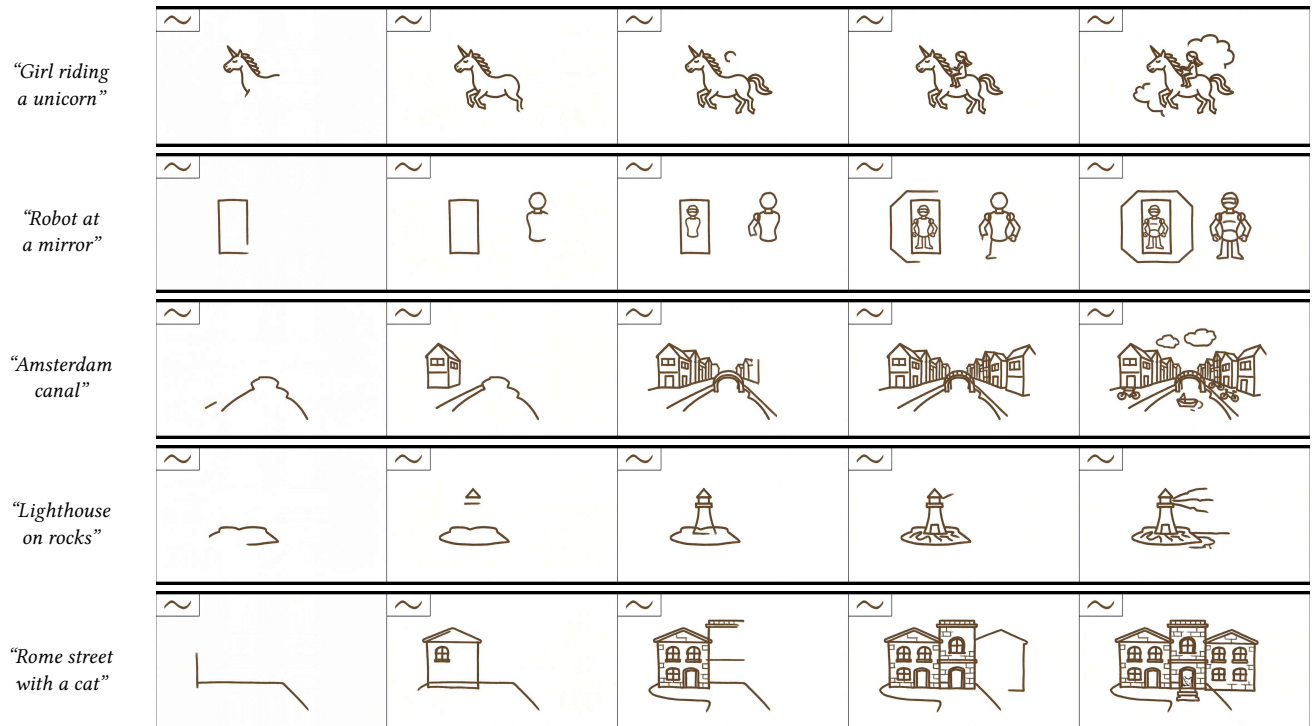 “Girl riding
a unicorn”
“Robot at
a mirror”
“Amsterdam
canal”
“Lighthouse
on rocks”
“Rome street
with a cat”